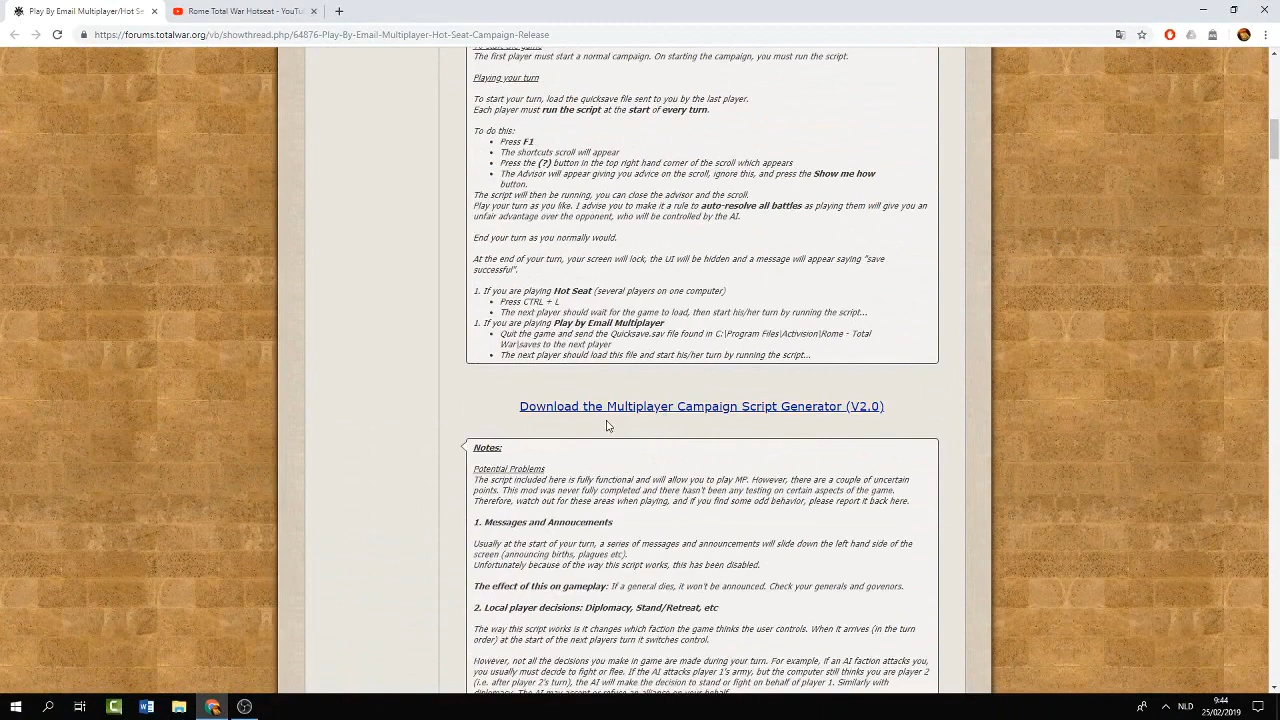 Play By Email Multiplayer/Hot Se
Rome Total War Hotseat - YouTu
https://forums.totalwar.org/vb/showthread.php/64876-Play-By-Email-Multiplayer-Hot-Seat-Campaign-Release
To start the game
The first player must start a normal campaign. On starting the campaign, you must run the script.
Playing your turn
To start your turn, load the quicksave file sent to you by the last player.
Each player must run the script at the start of every turn.
To do this:
• Press F1
• The shortcuts scroll will appear
• Press the (?) button in the top right hand corner of the scroll which appears
• The Advisor will appear giving you advice on the scroll, ignore this, and press the Show me how
button.
The script will then be running, you can close the advisor and the scroll.
Play your turn as you like. I advise you to make it a rule to auto-resolve all battles as playing them will give you an
unfair advantage over the opponent, who will be controlled by the AI.
End your turn as you normally would.
At the end of your turn, your screen will lock, the UI will be hidden and a message will appear saying "save
successful".
1. If you are playing Hot Seat (several players on one computer)
• Press CTRL + L
• The next player should wait for the game to load, then start his/her turn by running the script...
1. If you are playing Play by Email Multiplayer
• Quit the game and send the Quicksave.sav file found in C:\Program Files\Activision\Rome - Total
War\saves to the next player
• The next player should load this file and start his/her turn by running the script...
Download the Multiplayer Campaign Script Generator (V2.0)
Notes:
Potential Problems
The script included here is fully functional and will allow you to play MP. However, there are a couple of uncertain
points. This mod was never fully completed and there hasn't been any testing on certain aspects of the game.
Therefore, watch out for these areas when playing, and if you find some odd behavior, please report it back here.
1. Messages and Annoucements
Usually at the start of your turn, a series of messages and announcements will slide down the left hand side of the
screen (announcing births, plagues etc).
Unfortunately because of the way this script works, this has been disabled.
The effect of this on gameplay: If a general dies, it won't be announced. Check your generals and govenors.
2. Local player decisions: Diplomacy, Stand/Retreat, etc
The way this script works is it changes which faction the game thinks the user controls. When it arrives (in the turn
order) at the start of the next players turn it switches control.
However, not all the decisions you make in game are made during your turn. For example, if an AI faction attacks you,
you usually must decide to fight or flee. If the AI attacks player 1's army, but the computer still thinks you are player 2
(i.e. after player 2's turn), the AI will make the decision to stand or fight on behalf of player 1. Similarly with
diplomacy. The AI may accept or refuse an alliance on your behalf.
NLD
9:44
25/02/2019